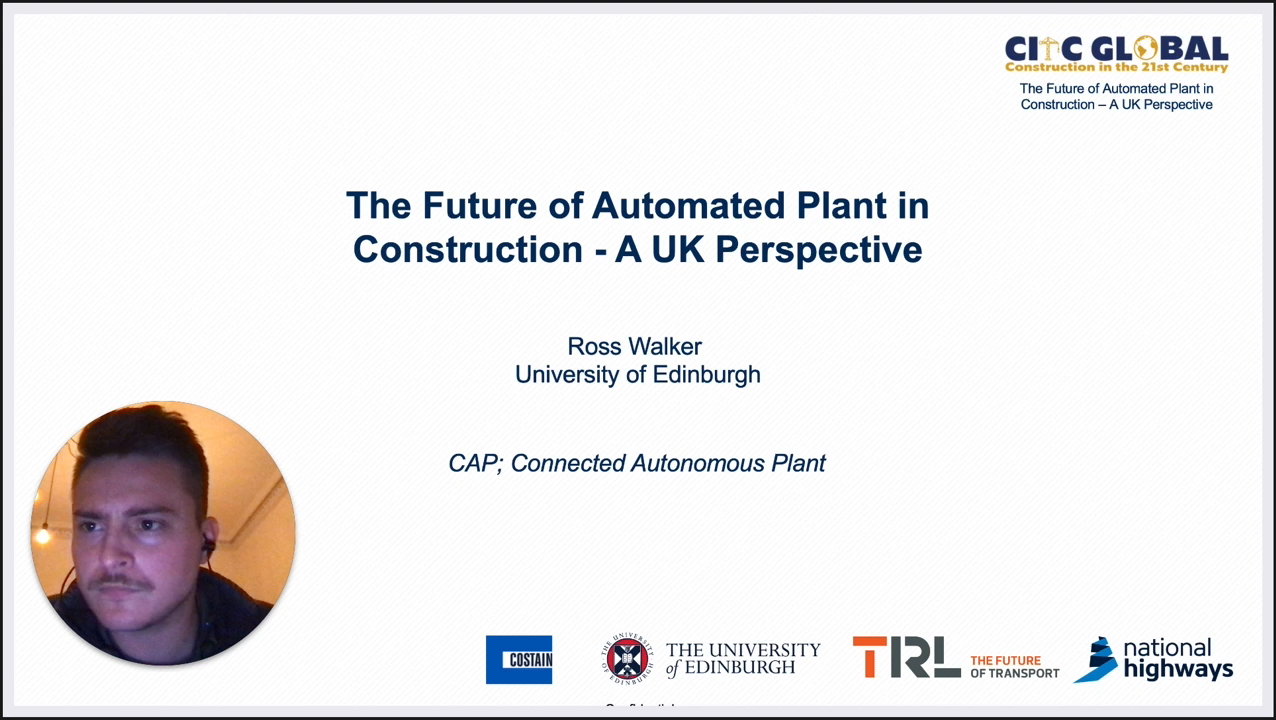 CITC GLOBAL
Construction in the 21st Century
The Future of Automated Plant in
Construction – A UK Perspective
The Future of Automated Plant in
Construction - A UK Perspective
Ross Walker
University of Edinburgh
CAP; Connected Autonomous Plant
COSTAIN
THE UNIVERSITY
of EDINBURGH
TRL THE FUTURE
OF TRANSPORT
national
highways